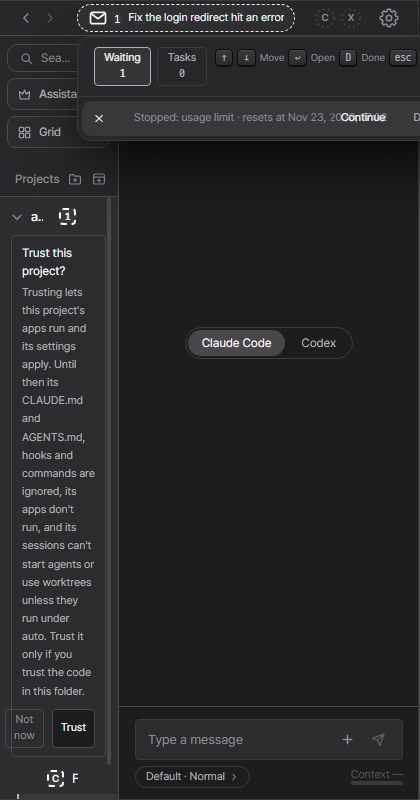 1 Fix the login redirect hit an error
C X
Waiting
1
Tasks
0
↑ ↓ Move ↩ Open D Done esc
Sea...
Assista
Grid
Stopped: usage limit · resets at Nov 23, Continue
D
Projects
a..
1
Trust this
project?
Trusting lets
this project's
apps run and
its settings
apply. Until
then its
CLAUDE.md
and
AGENTS.md,
hooks and
commands are
ignored, its
apps don't
run, and its
sessions can't
start agents or
use worktrees
unless they
run under
auto. Trust it
only if you
trust the code
in this folder.
Not
now
Trust
C F
Claude Code
Codex
Type a message
Default · Normal
Context —